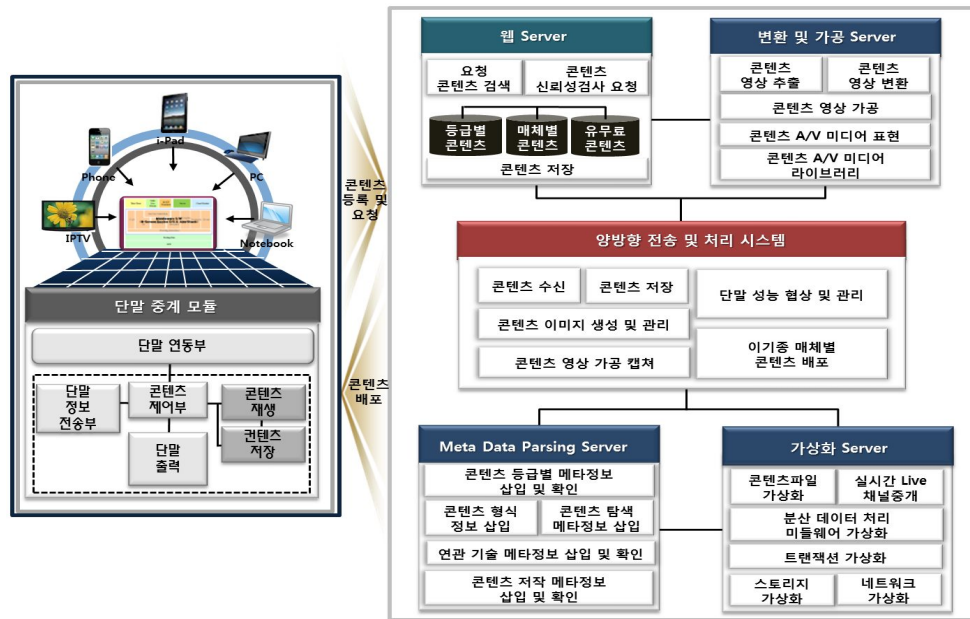 i-Pad
Phone
PC
IPTV
Notebook
단말 중계 모듈
단말 연동부
단말
정보
전송부
콘텐츠
제어부
콘텐츠
재생
컨텐츠
저장
단말
출력
콘텐츠
등록 및
요청
콘텐츠
배포
웹 Server
요청
콘텐츠 검색
콘텐츠
신뢰성검사 요청
등급별
콘텐츠
매체별
콘텐츠
유무료
콘텐츠
콘텐츠 저장
변환 및 가공 Server
콘텐츠
영상 추출
콘텐츠
영상 변환
콘텐츠 영상 가공
콘텐츠 A/V 미디어 표현
콘텐츠 A/V 미디어
라이브러리
양방향 전송 및 처리 시스템
콘텐츠 수신
콘텐츠 저장
단말 성능 협상 및 관리
콘텐츠 이미지 생성 및 관리
콘텐츠 영상 가공 캡쳐
이기종 매체별
콘텐츠 배포
Meta Data Parsing Server
콘텐츠 등급별 메타정보
삽입 및 확인
콘텐츠 형식
정보 삽입
콘텐츠 탐색
메타정보 삽입
연관 기술 메타정보 삽입 및 확인
콘텐츠 저작 메타정보
삽입 및 확인
가상화 Server
콘텐츠파일
가상화
실시간 Live
채널중개
분산 데이터 처리
미들웨어 가상화
트랜잭션 가상화
스토리지
가상화
네트워크
가상화